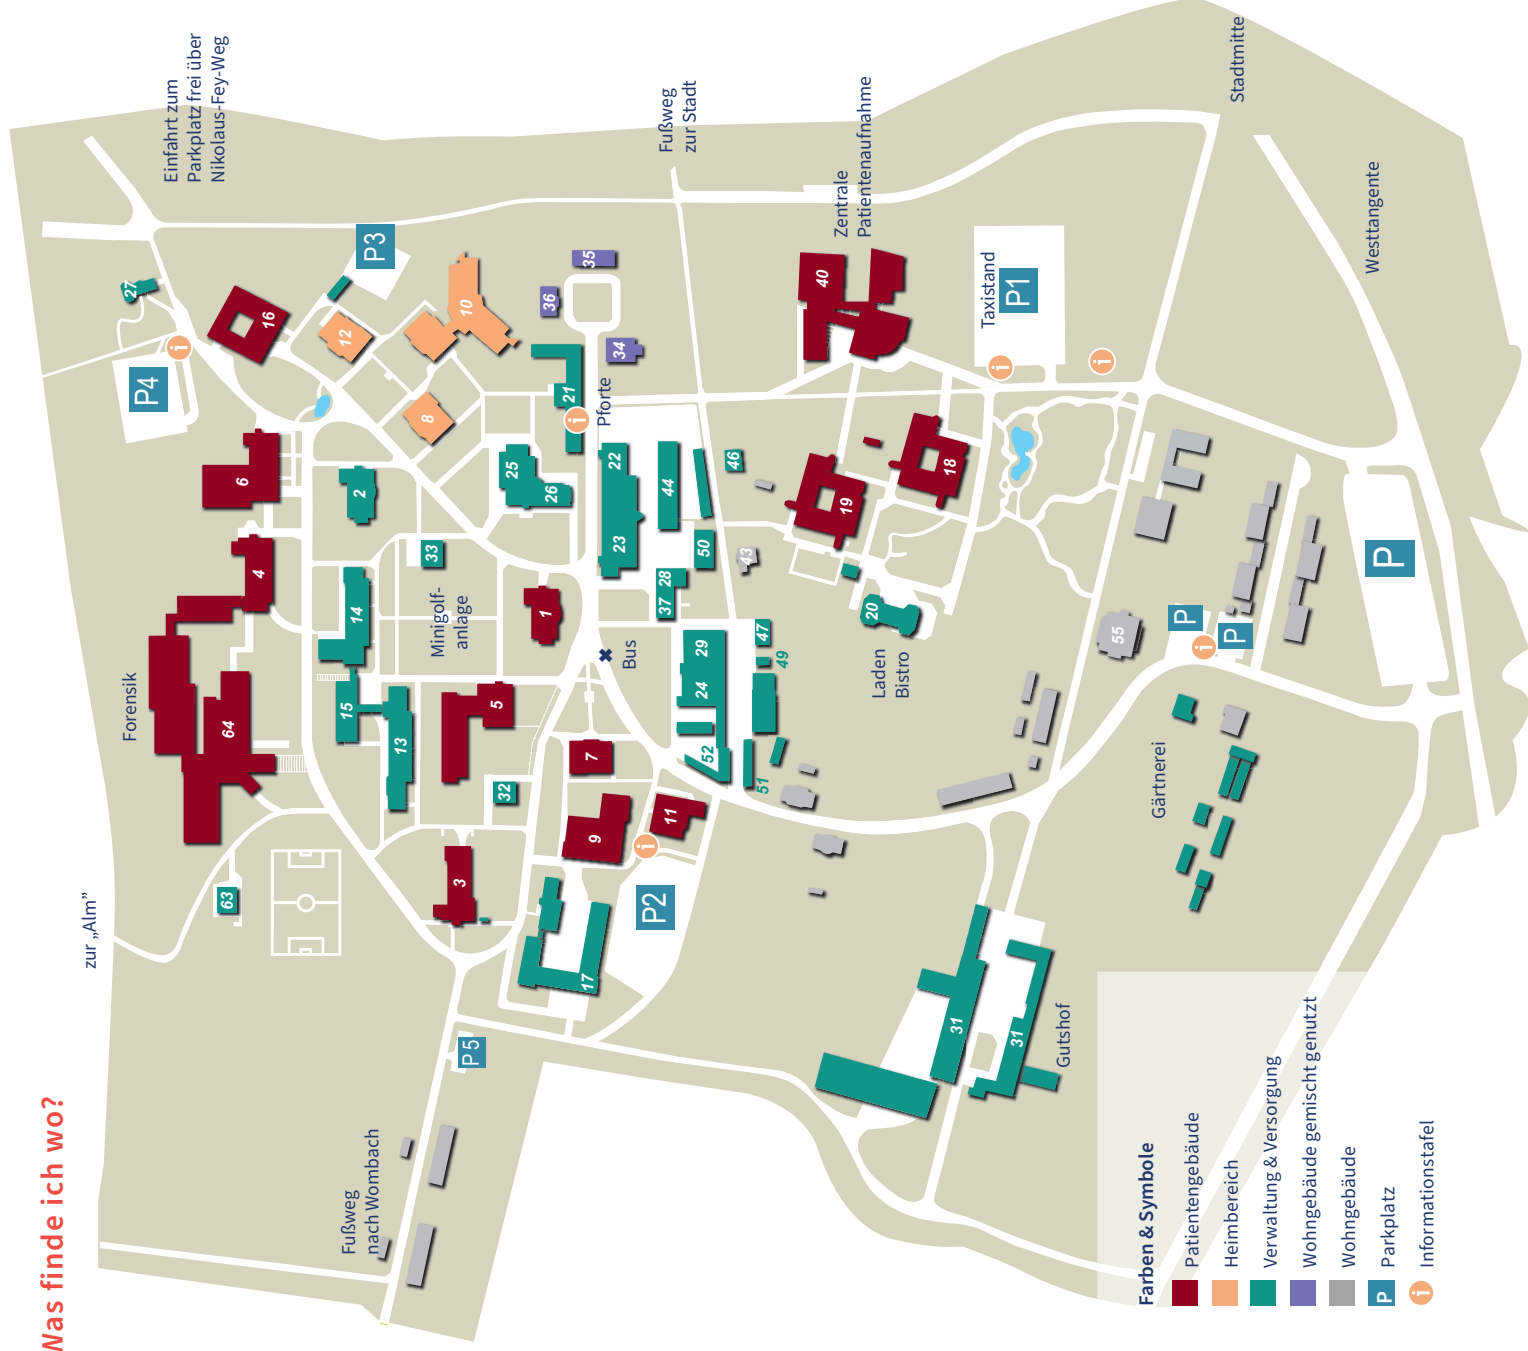 Was finde ich wo?
zur „Alm”
Forensik
Einfahrt zum
Parkplatz frei über
Nikolaus-Fey-Weg
Fußweg
nach Wombach
Fußweg
zur Stadt
Zentrale
Patientenaufnahme
Taxistand
Stadtmitte
Westtangente
Minigolf-
anlage
Bus
Pforte
Laden
Bistro
Gärtnerei
Gutshof
P1
P2
P3
P4
P5
P
P
P
1
2
3
4
5
6
7
8
9
10
11
12
13
14
15
16
17
18
19
20
21
22
23
24
25
26
27
28
29
31
31
32
33
34
35
36
37
40
43
44
46
47
49
50
51
52
55
63
64
i
i
i
i
i
i
Farben & Symbole
Patientengebäude
Heimbereich
Verwaltung & Versorgung
Wohngebäude gemischt genutzt
Wohngebäude
P Parkplatz
i Informationstafel